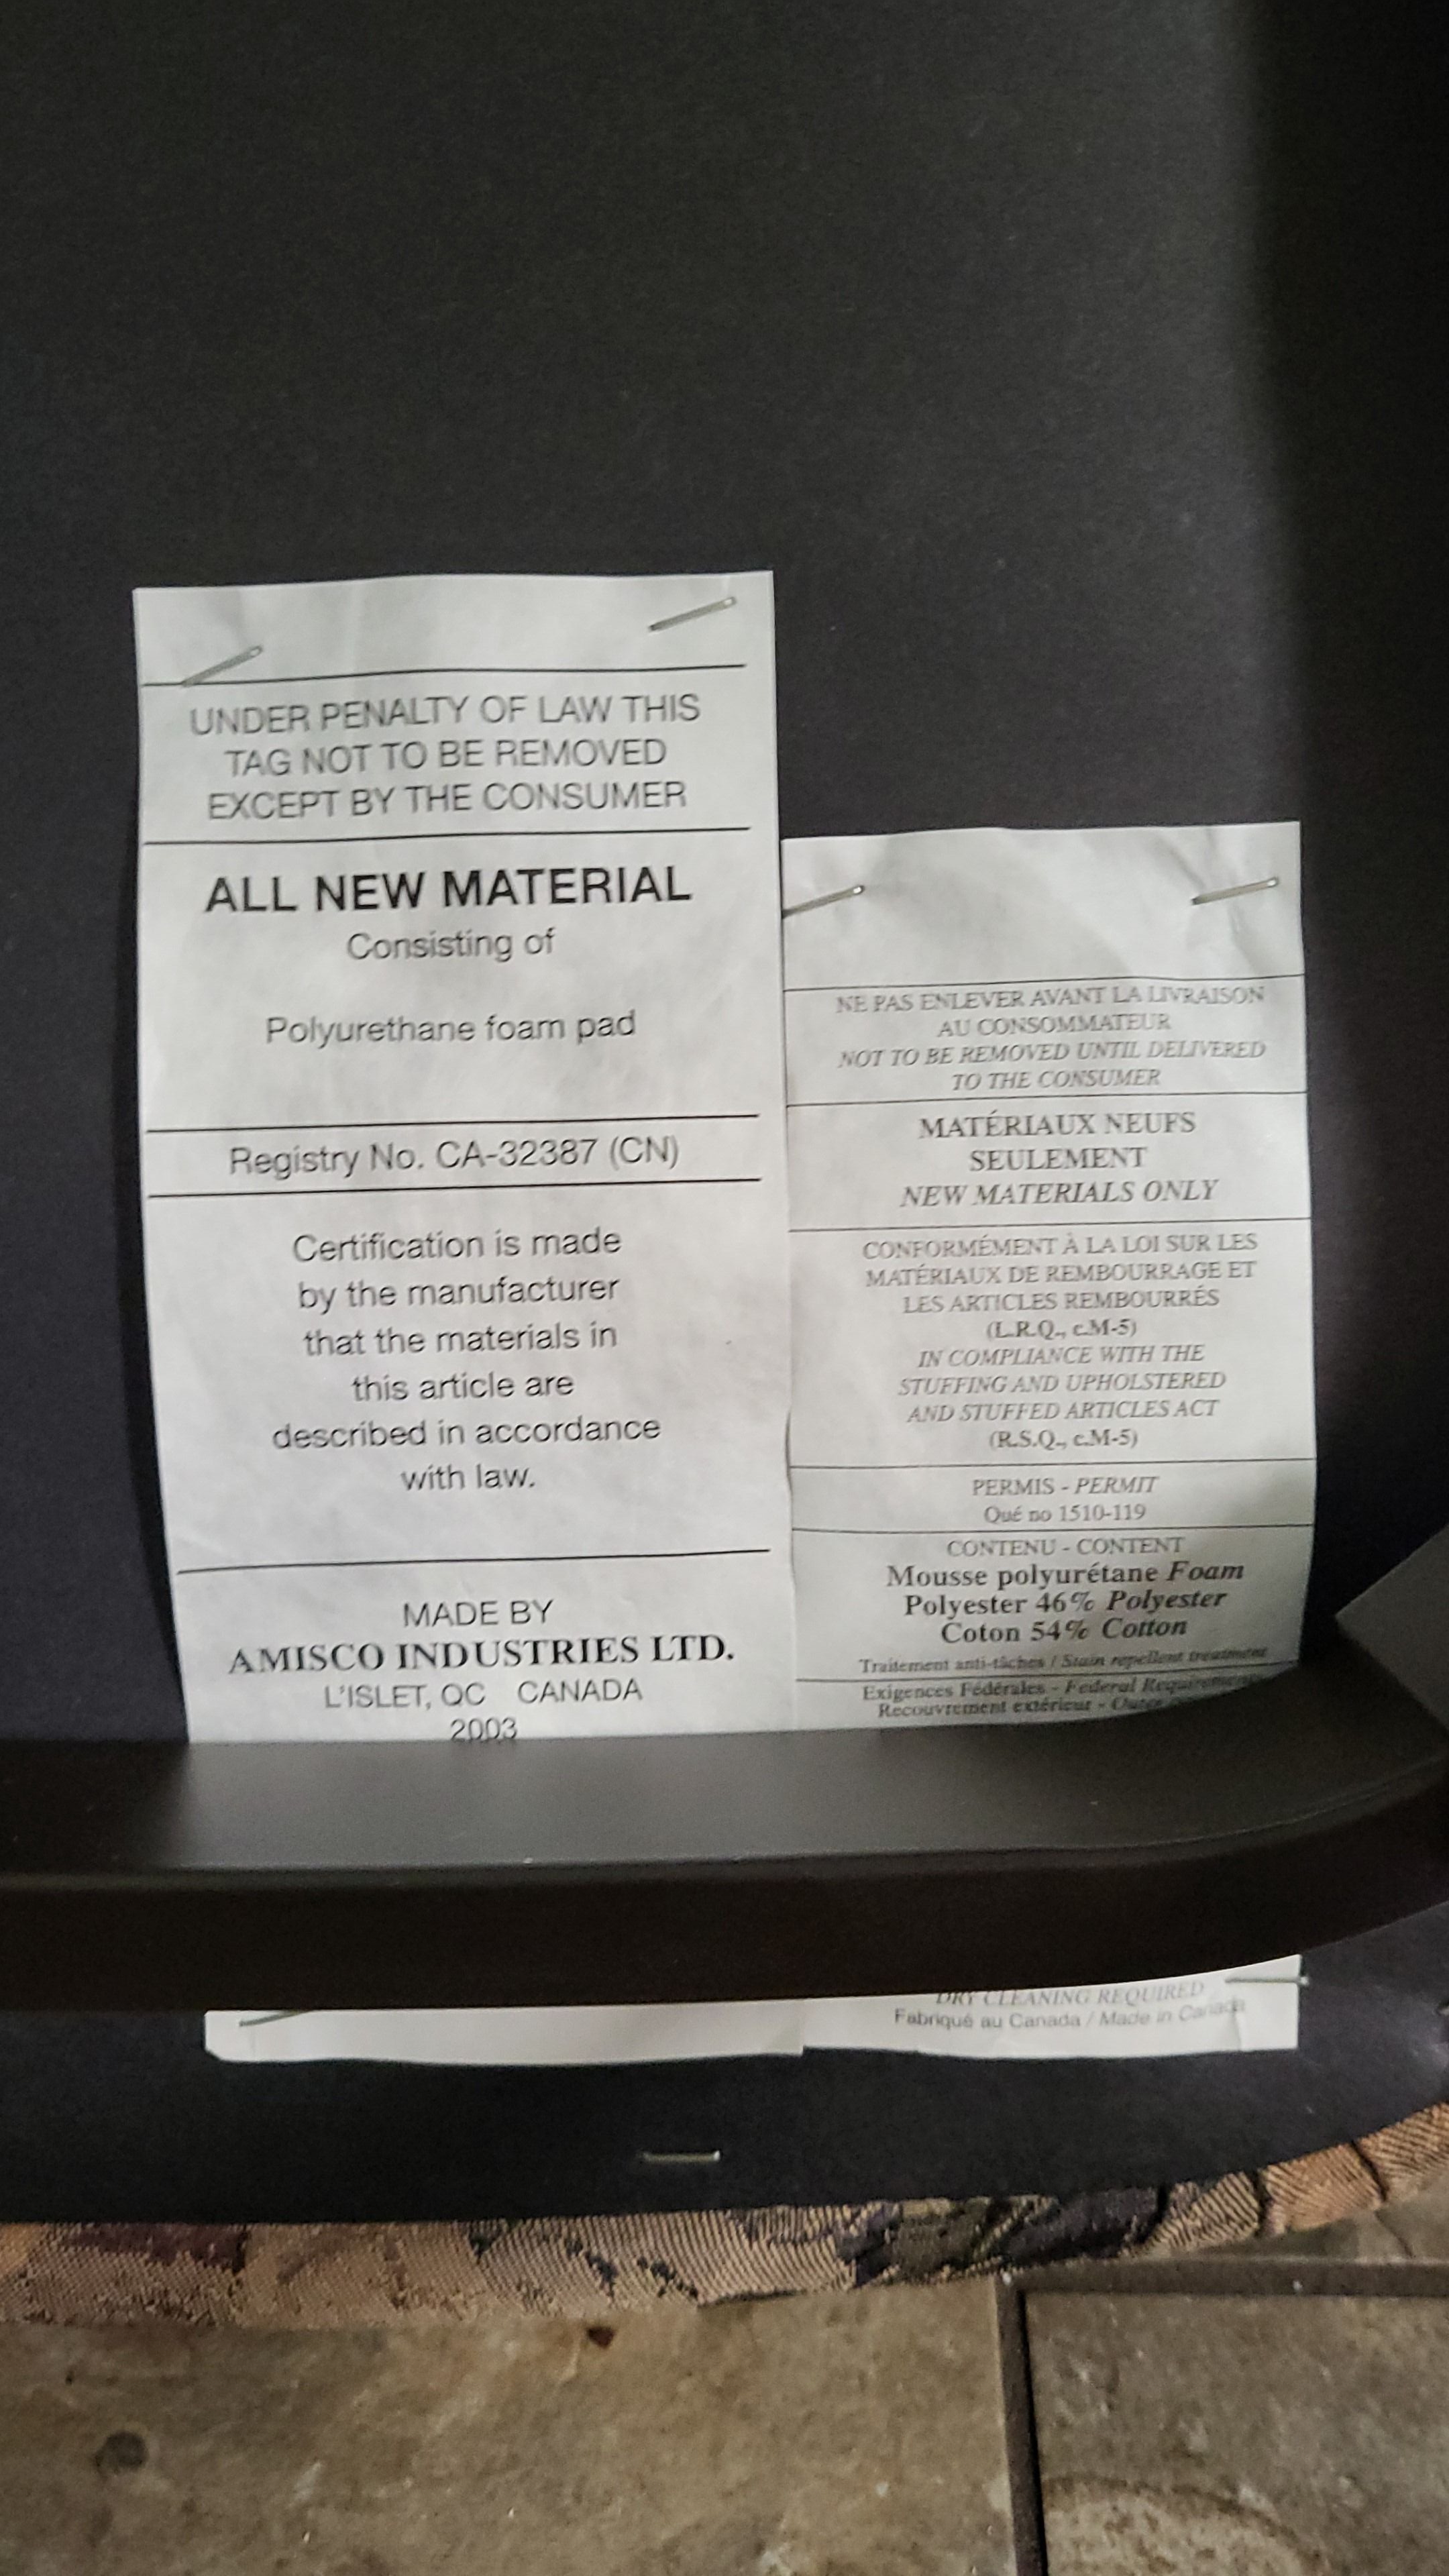 UNDER PENALTY OF LAW THIS
TAG NOT TO BE REMOVED
EXCEPT BY THE CONSUMER
ALL NEW MATERIAL
Consisting of
Polyurethane foam pad
Registry No. CA-32387 (CN)
Certification is made
by the manufacturer
that the materials in
this article are
described in accordance
with law.
MADE BY
AMISCO INDUSTRIES LTD.
L'ISLET, QC CANADA
2003
NE PAS ENLEVER AVANT LA LIVRAISON
AU CONSOMMATEUR
NOT TO BE REMOVED UNTIL DELIVERED
TO THE CONSUMER
MATÉRIAUX NEUFS
SEULEMENT
NEW MATERIALS ONLY
CONFORMÉMENT À LA LOI SUR LES
MATÉRIAUX DE REMBOURRAGE ET
LES ARTICLES REMBOURRÉS
(L.R.Q., c.M-5)
IN COMPLIANCE WITH THE
STUFFING AND UPHOLSTERED
AND STUFFED ARTICLES ACT
(R.S.Q., c.M-5)
PERMIS - PERMIT
Qué no 1510-119
CONTENU - CONTENT
Mousse polyurétane Foam
Polyester 46% Polyester
Coton 54% Cotton
Traitement anti-tâches / Stain repellent treatment
Exigences Fédérales - Federal
Recouvrement extérieur -
DRY CLEANING REQUIRED
Fabriqué au Canada / Made in Canada